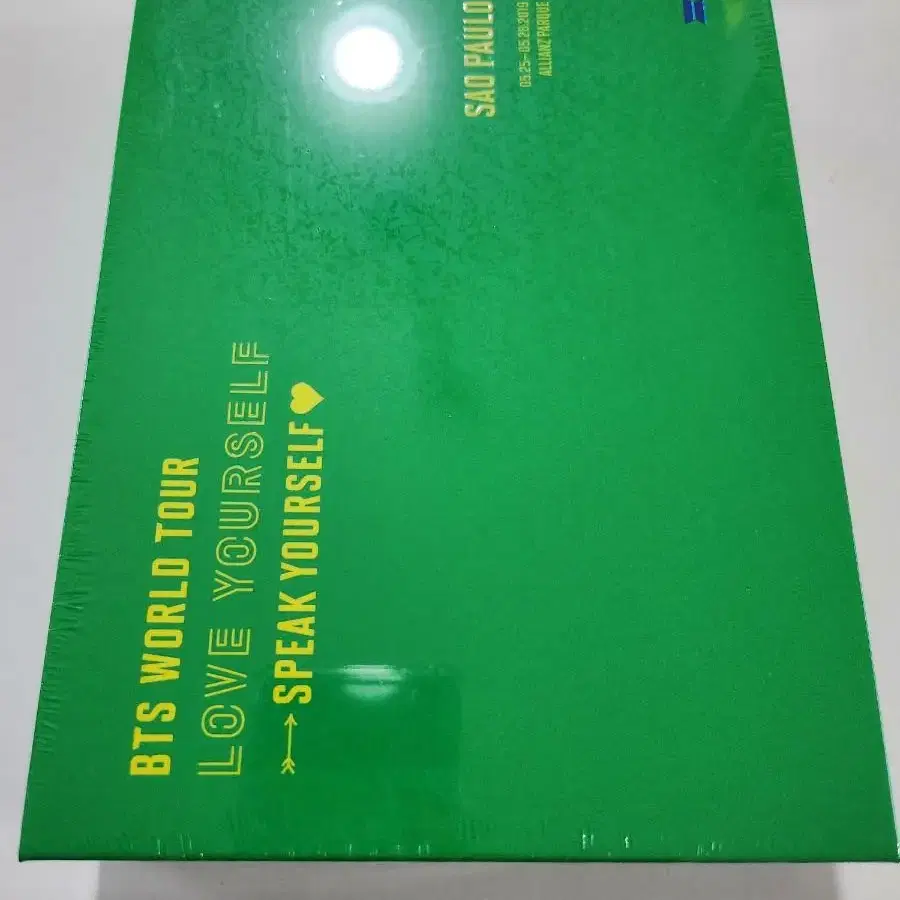 BTS WORLD TOUR
LOVE YOURSELF
SPEAK YOURSELF
SAO PAULO
05.25-05.26.2019
ALLIANZ PARQUE